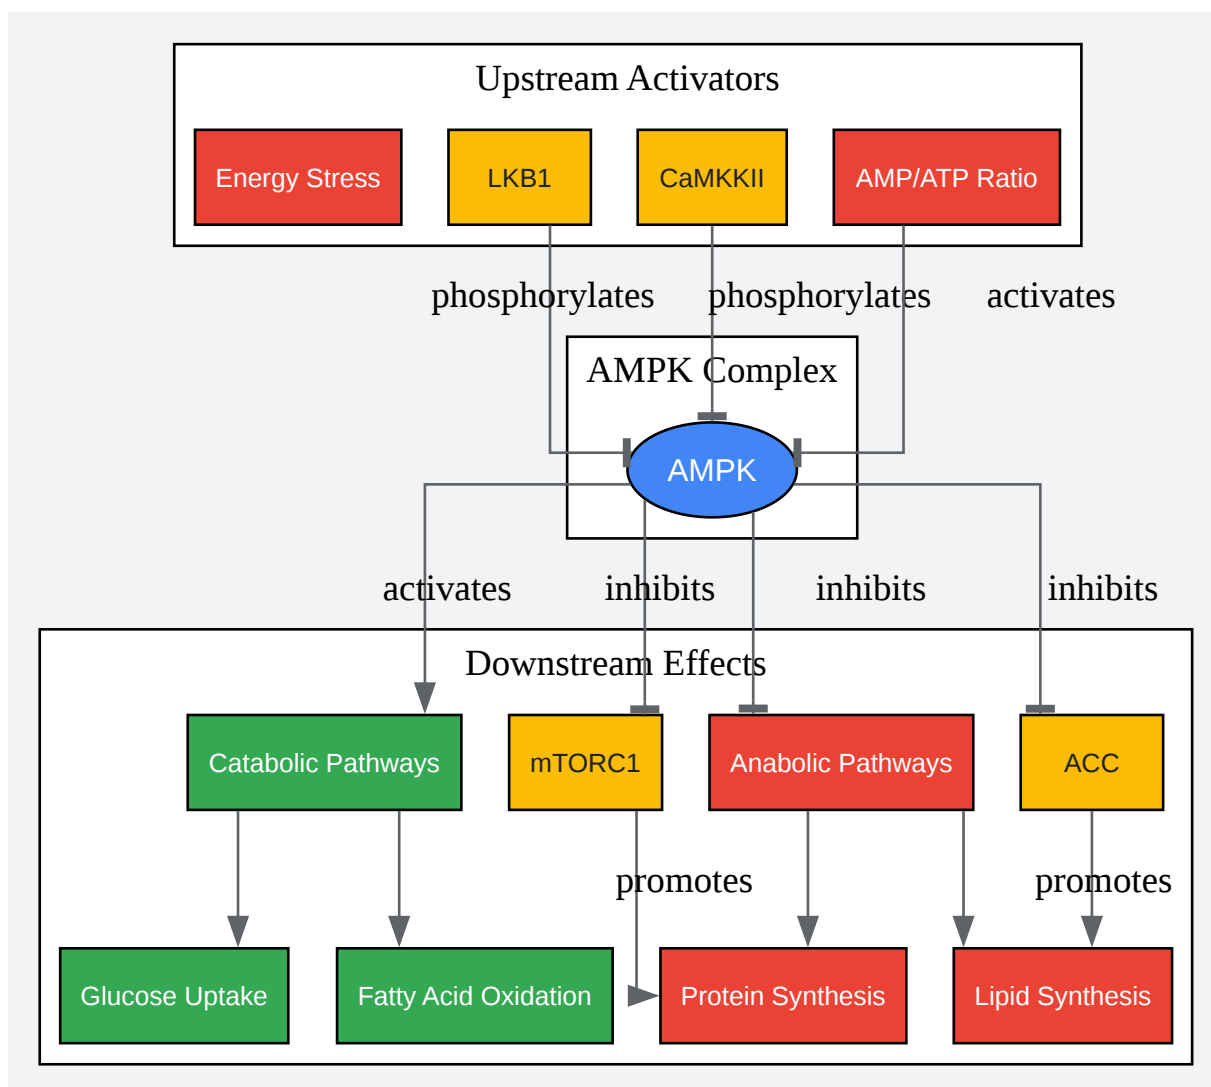 Upstream Activators
Energy Stress
LKB1
CaMKKII
AMP/ATP Ratio
phosphorylates
phosphorylates
activates
AMPK Complex
AMPK
activates
inhibits
inhibits
inhibits
Downstream Effects
Catabolic Pathways
mTORC1
Anabolic Pathways
ACC
promotes
promotes
Glucose Uptake
Fatty Acid Oxidation
Protein Synthesis
Lipid Synthesis